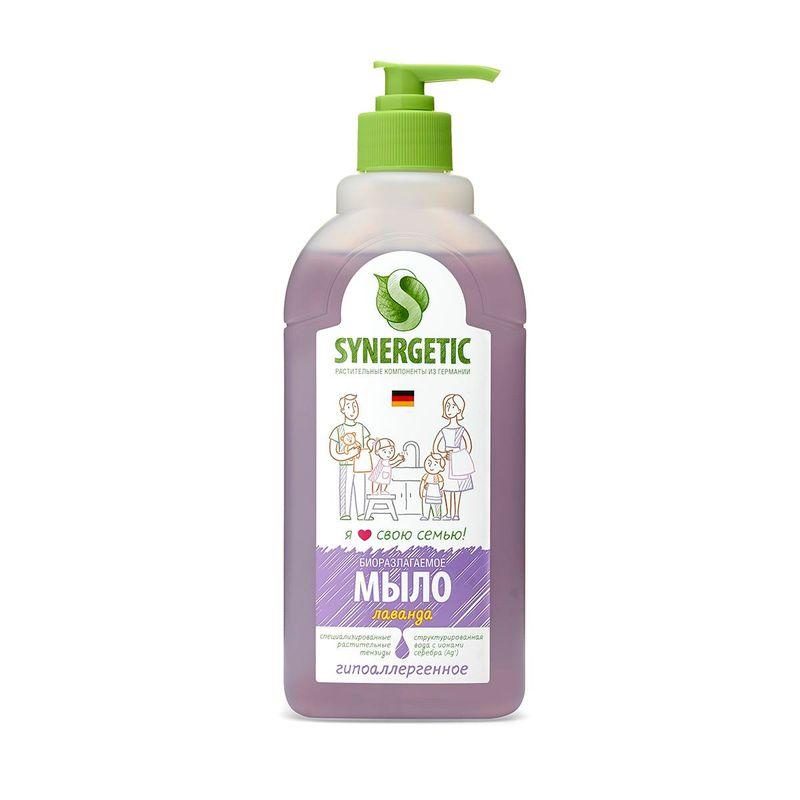 SYNERGETIC
РАСТИТЕЛЬНЫЕ КОМПОНЕНТЫ ИЗ ГЕРМАНИИ
я ❤ свою семью!
БИОРАЗЛАГАЕМОЕ
МЫЛО
лаванда
специализированные
растительные
тензиды
структурированная
вода с ионами
серебра (Ag⁺)
гипоаллергенное